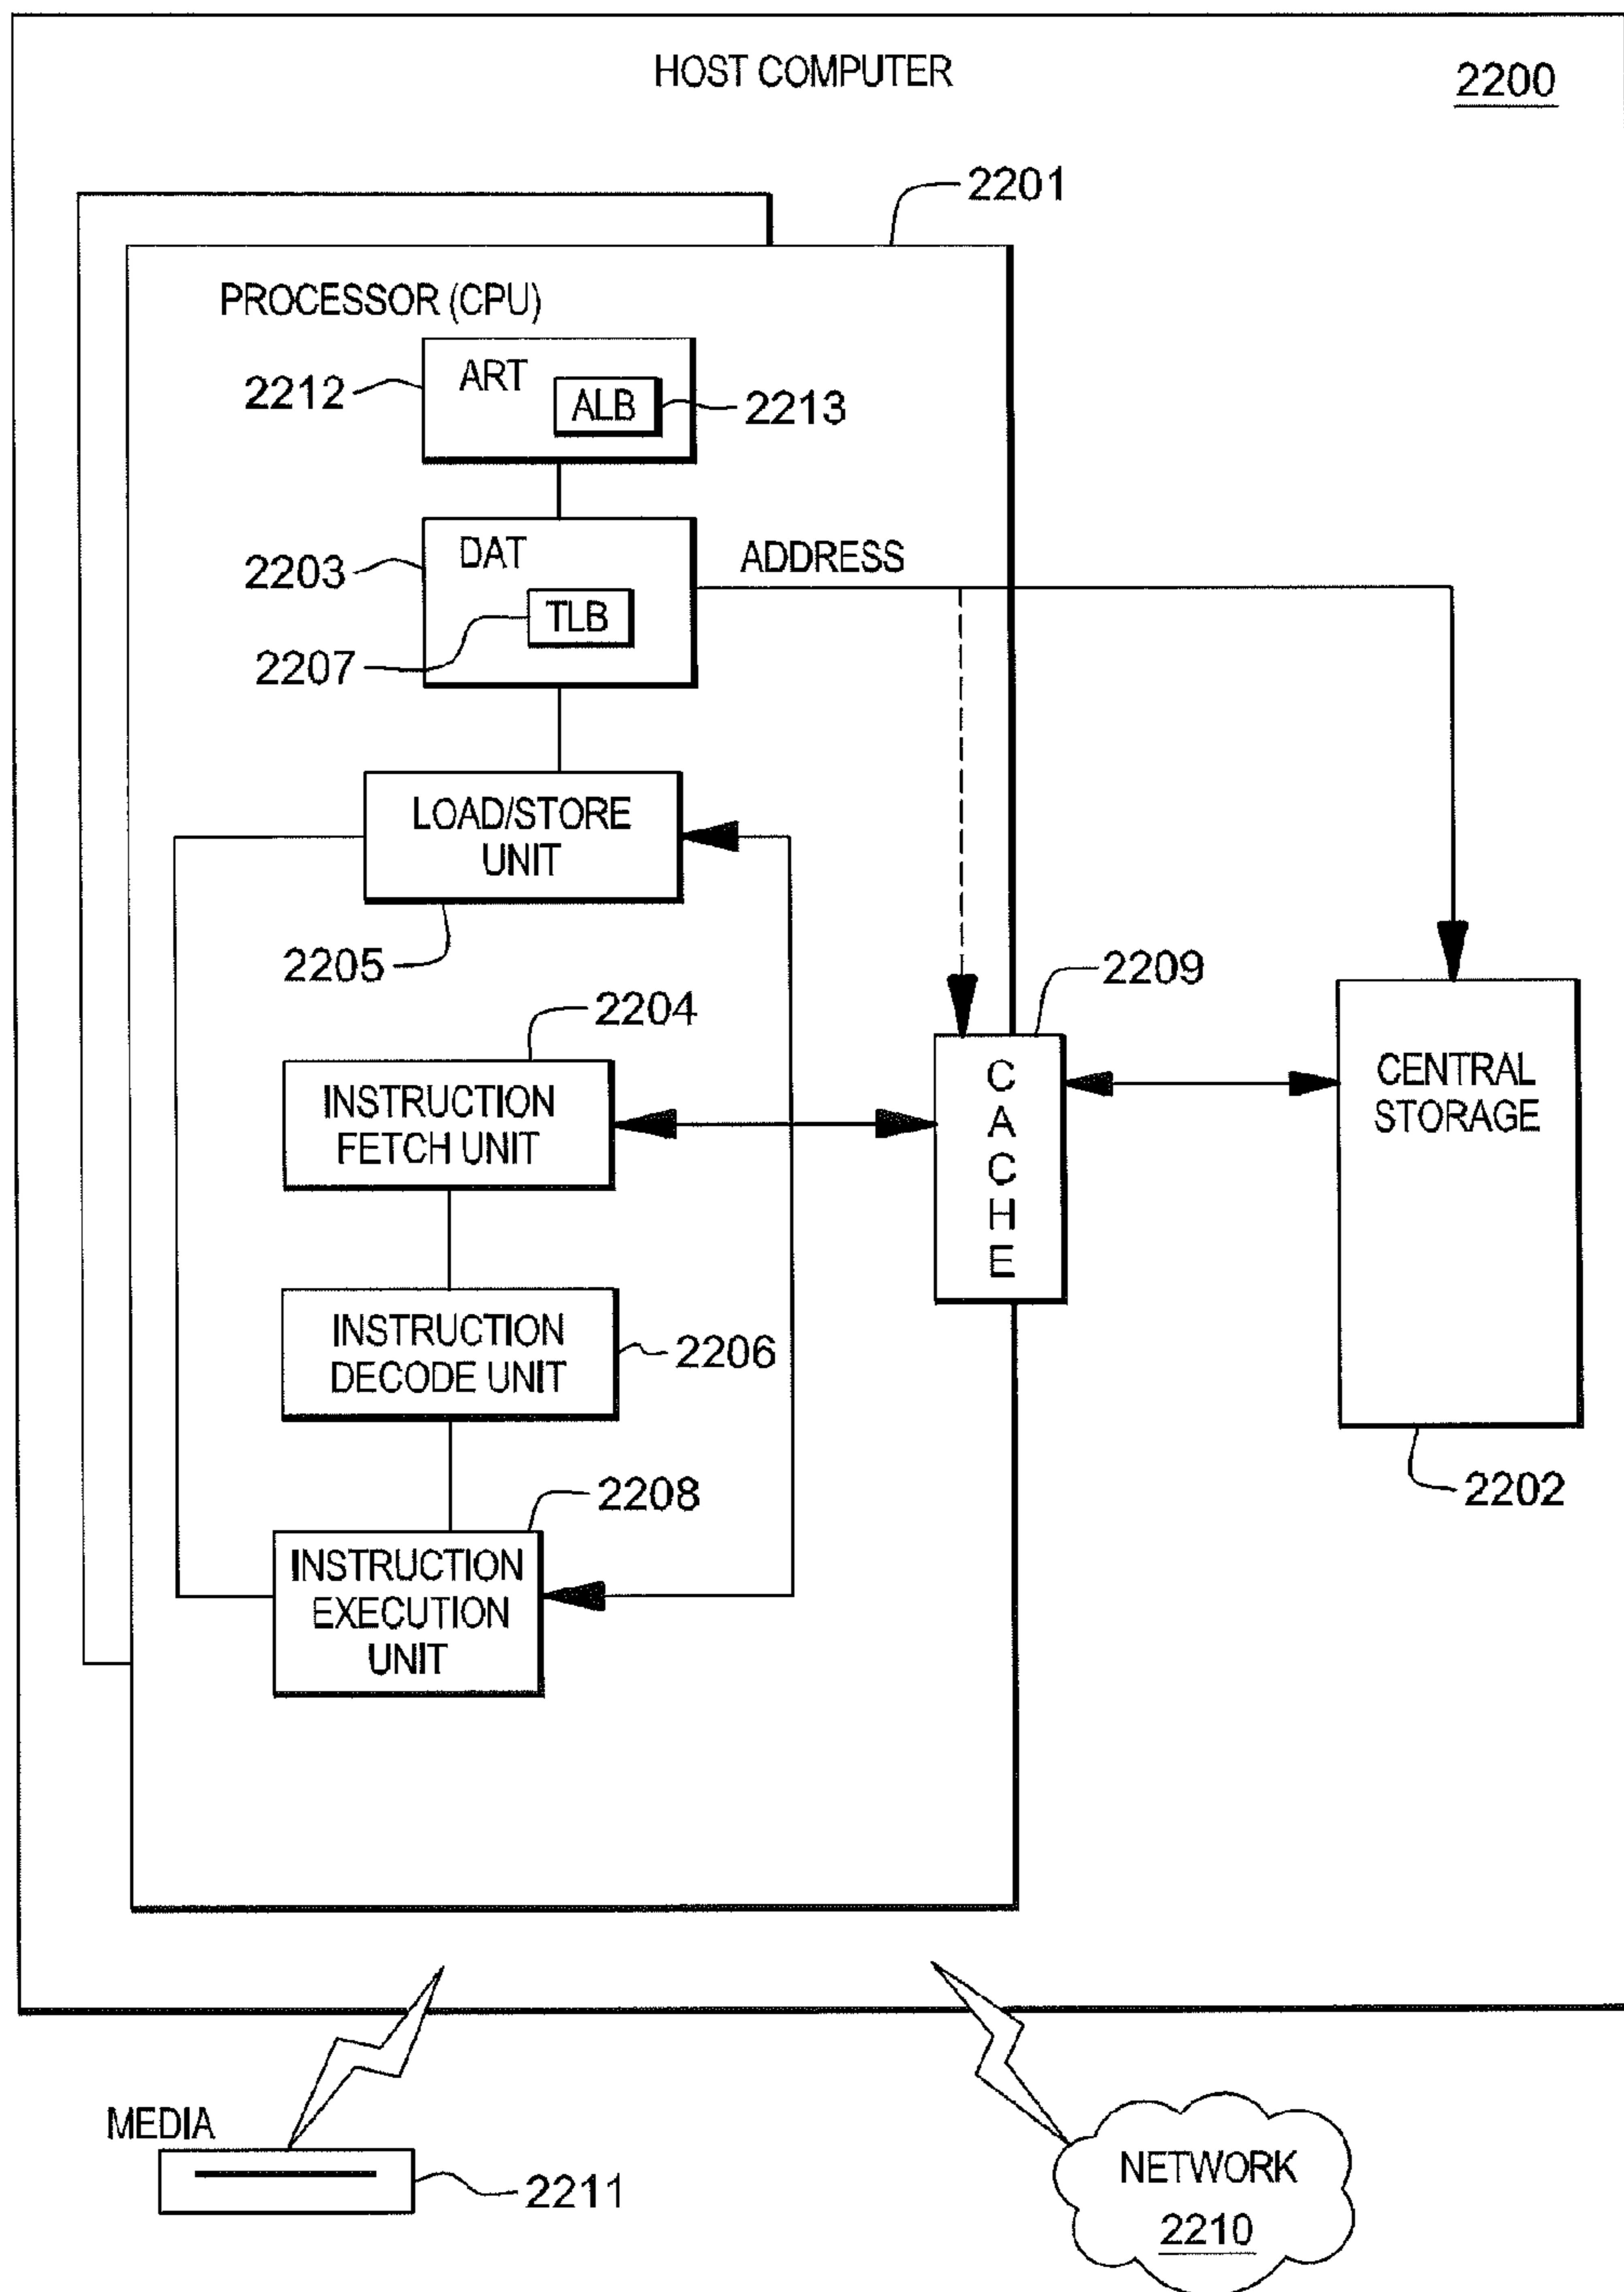 HOST COMPUTER
2200
2201
PROCESSOR (CPU)
ART
2212
ALB
2213
DAT
ADDRESS
2203
TLB
2207
LOAD/STORE
UNIT
2205
2209
2204
INSTRUCTION
FETCH UNIT
CACHE
CENTRAL
STORAGE
INSTRUCTION
DECODE UNIT
2206
2208
2202
INSTRUCTION
EXECUTION
UNIT
MEDIA
2211
NETWORK
2210